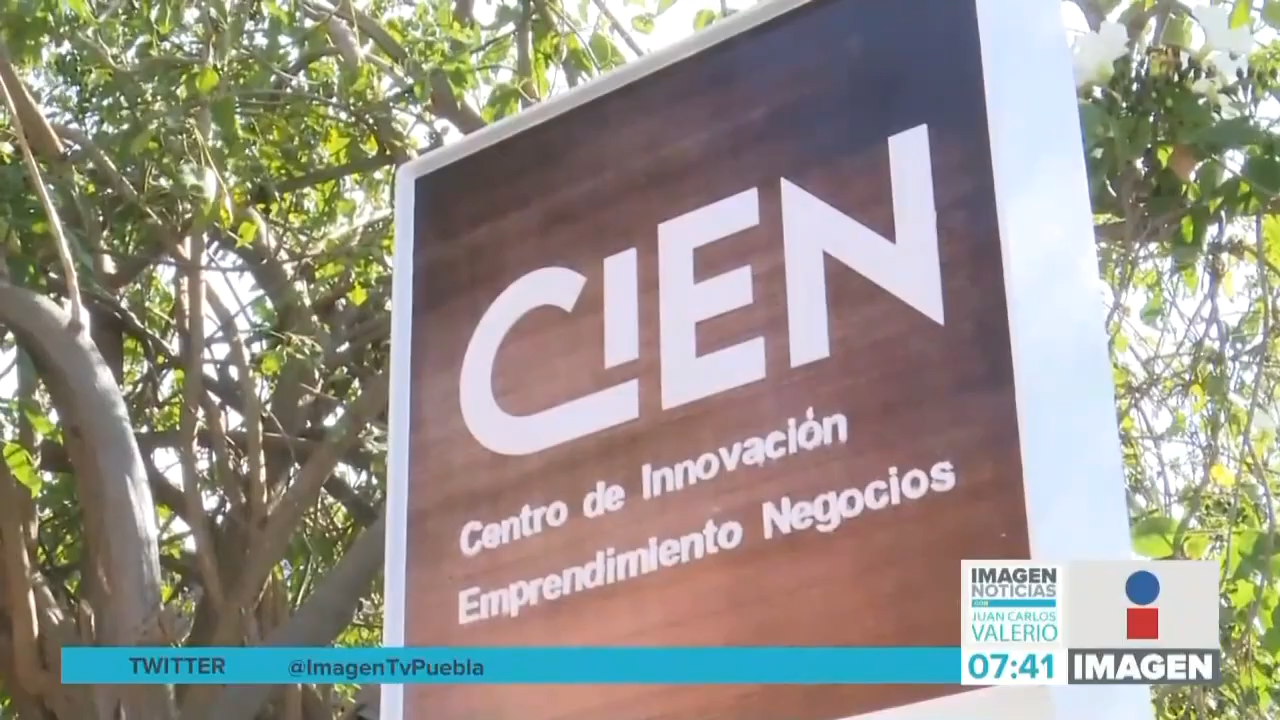 CIEN
Centro de Innovación
Emprendimiento Negocios
IMAGEN
NOTICIAS
CON
JUAN CARLOS
VALERIO
07:41
IMAGEN
TWITTER @ImagenTvPuebla